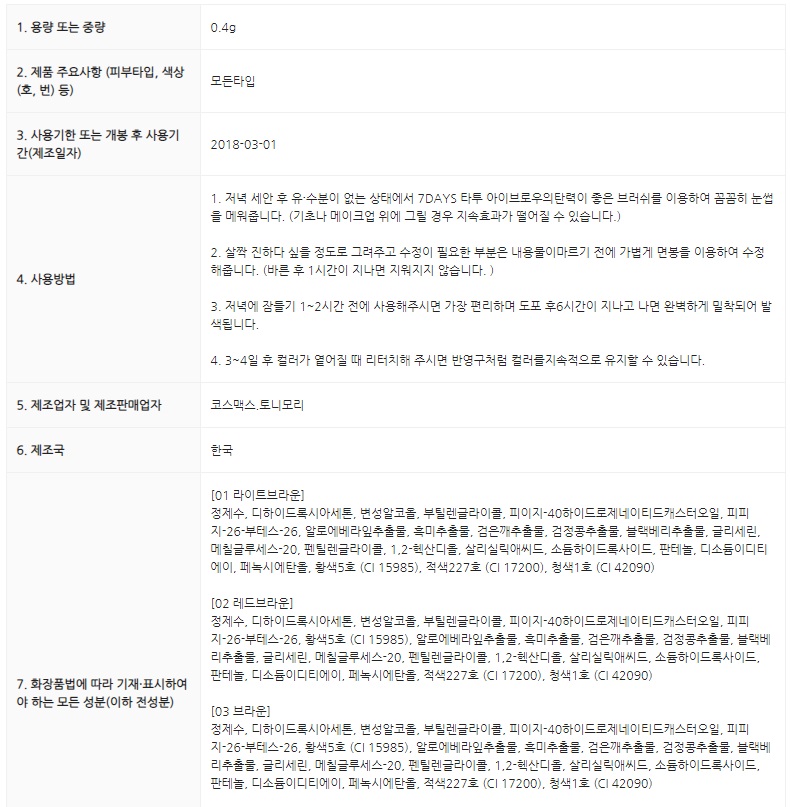 1. 용량 또는 중량
0.4g
2. 제품 주요사항 (피부타입, 색상
(호, 번) 등)
모든타입
3. 사용기한 또는 개봉 후 사용기
간(제조일자)
2018-03-01
4. 사용방법
1. 저녁 세안 후 유·수분이 없는 상태에서 7DAYS 타투 아이브로우의탄력이 좋은 브러쉬를 이용하여 꼼꼼히 눈썹
을 메워줍니다. (기초나 메이크업 위에 그릴 경우 지속효과가 떨어질 수 있습니다.)
2. 살짝 진하다 싶을 정도로 그려주고 수정이 필요한 부분은 내용물이마르기 전에 가볍게 면봉을 이용하여 수정
해줍니다. (바른 후 1시간이 지나면 지워지지 않습니다. )
3. 저녁에 잠들기 1~2시간 전에 사용해주시면 가장 편리하며 도포 후6시간이 지나고 나면 완벽하게 밀착되어 발
색됩니다.
4. 3~4일 후 컬러가 옅어질 때 리터치해 주시면 반영구처럼 컬러를지속적으로 유지할 수 있습니다.
5. 제조업자 및 제조판매업자
코스맥스.토니모리
6. 제조국
한국
7. 화장품법에 따라 기재·표시하여
야 하는 모든 성분(이하 전성분)
[01 라이트브라운]
정제수, 디하이드록시아세톤, 변성알코올, 부틸렌글라이콜, 피이지-40하이드로제네이티드캐스터오일, 피피
지-26-부테스-26, 알로에베라잎추출물, 흑미추출물, 검은깨추출물, 검정콩추출물, 블랙베리추출물, 글리세린,
메칠글루세스-20, 펜틸렌글라이콜, 1,2-헥산디올, 살리실릭애씨드, 소듐하이드록사이드, 판테놀, 디소듐이디티
에이, 페녹시에탄올, 황색5호 (CI 15985), 적색227호 (CI 17200), 청색1호 (CI 42090)
[02 레드브라운]
정제수, 디하이드록시아세톤, 변성알코올, 부틸렌글라이콜, 피이지-40하이드로제네이티드캐스터오일, 피피
지-26-부테스-26, 황색5호 (CI 15985), 알로에베라잎추출물, 흑미추출물, 검은깨추출물, 검정콩추출물, 블랙베
리추출물, 글리세린, 메칠글루세스-20, 펜틸렌글라이콜, 1,2-헥산디올, 살리실릭애씨드, 소듐하이드록사이드,
판테놀, 디소듐이디티에이, 페녹시에탄올, 적색227호 (CI 17200), 청색1호 (CI 42090)
[03 브라운]
정제수, 디하이드록시아세톤, 변성알코올, 부틸렌글라이콜, 피이지-40하이드로제네이티드캐스터오일, 피피
지-26-부테스-26, 황색5호 (CI 15985), 알로에베라잎추출물, 흑미추출물, 검은깨추출물, 검정콩추출물, 블랙베
리추출물, 글리세린, 메칠글루세스-20, 펜틸렌글라이콜, 1,2-헥산디올, 살리실릭애씨드, 소듐하이드록사이드,
판테놀, 디소듐이디티에이, 페녹시에탄올, 적색227호 (CI 17200), 청색1호 (CI 42090)